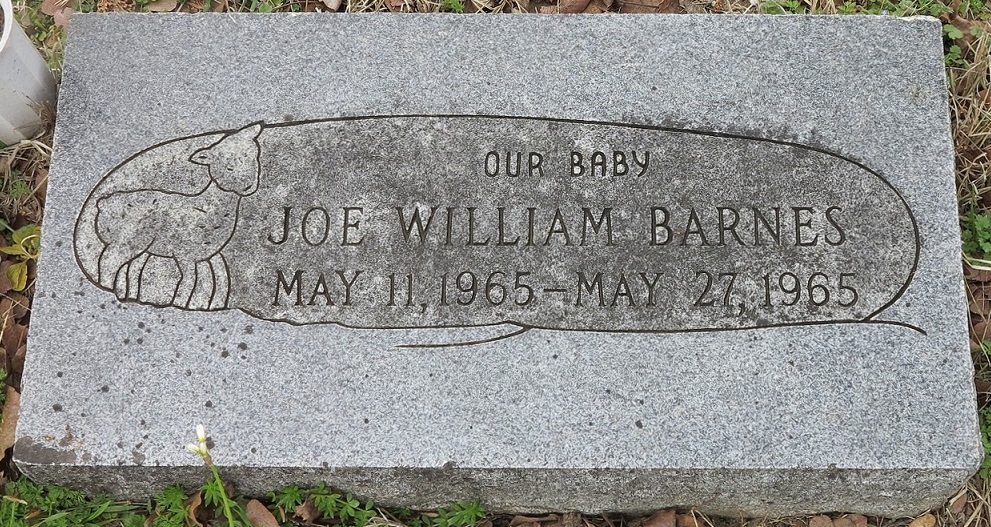 OUR BABY
JOE WILLIAM BARNES
MAY 11, 1965 - MAY 27, 1965